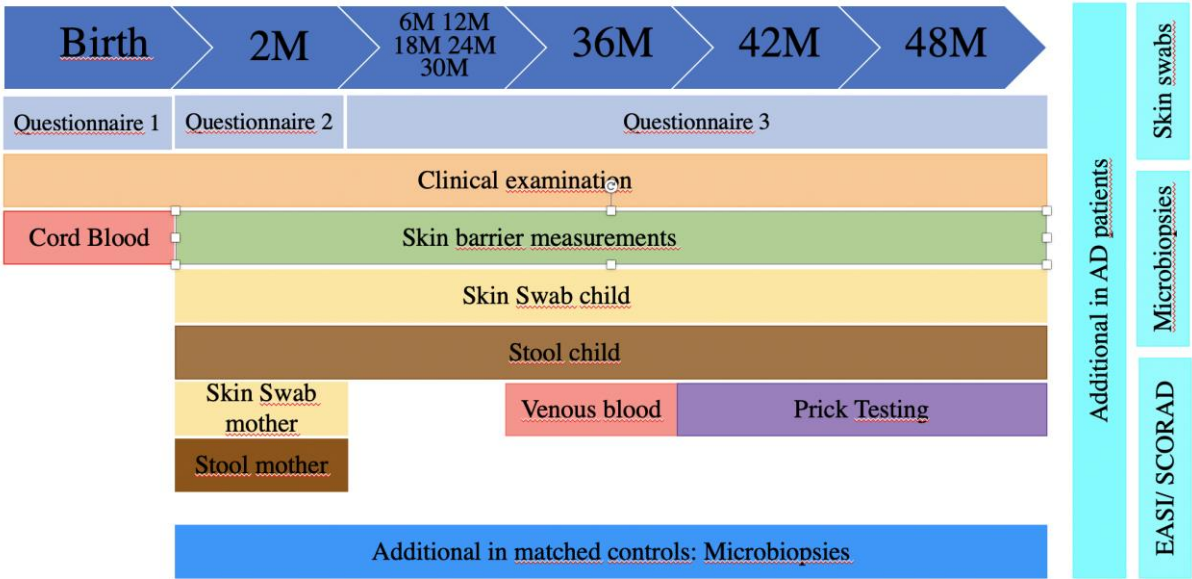 Birth
2M
6M 12M
18M 24M
30M
36M
42M
48M
Questionnaire 1
Questionnaire 2
Questionnaire 3
Clinical examination
Cord Blood
Skin barrier measurements
Skin Swab child
Stool child
Skin Swab
mother
Venous blood
Prick Testing
Stool mother
Additional in matched controls: Microbiopsies
Additional in AD patients
Skin swabs
Microbiopsies
EASI/ SCORAD